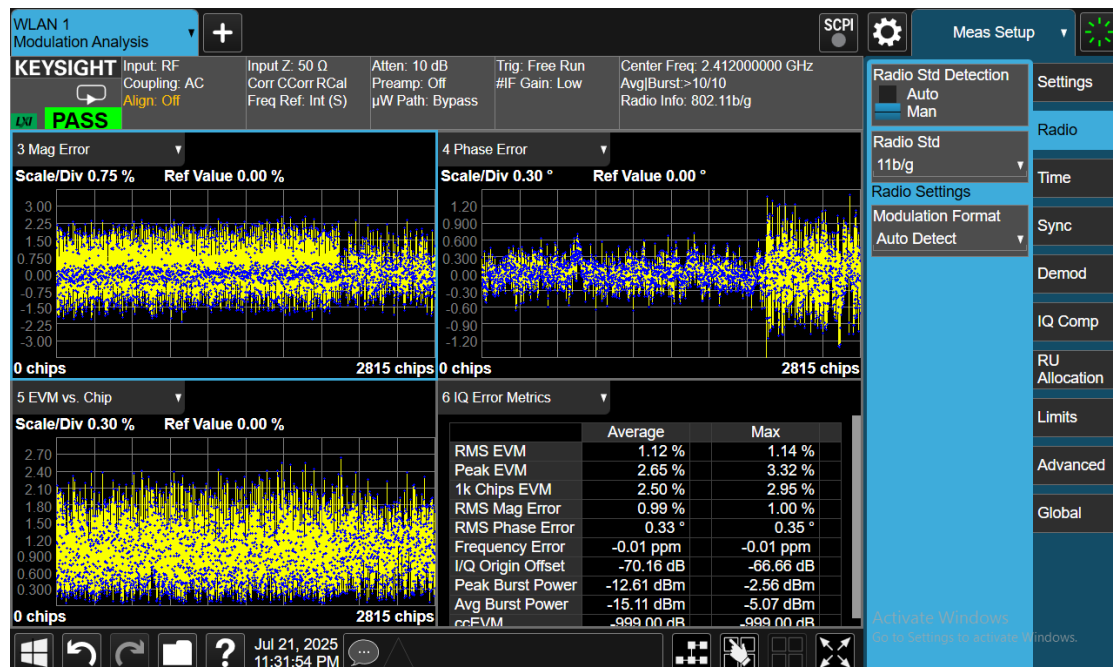 WLAN 1
Modulation Analysis
+
SCPI
Meas Setup
KEYSIGHT
LXI
PASS
Input: RF
Coupling: AC
Align: Off
Input Z: 50 Ω
Corr CCorr RCal
Freq Ref: Int (S)
Atten: 10 dB
Preamp: Off
µW Path: Bypass
Trig: Free Run
#IF Gain: Low
Center Freq: 2.412000000 GHz
Avg|Burst:>10/10
Radio Info: 802.11b/g
3 Mag Error
Scale/Div 0.75 % Ref Value 0.00 %
3.00
2.25
1.50
0.750
0.00
-0.75
-1.50
-2.25
-3.00
0 chips 2815 chips
4 Phase Error
Scale/Div 0.30 ° Ref Value 0.00 °
1.20
0.900
0.600
0.300
0.00
-0.30
-0.60
-0.90
-1.20
0 chips 2815 chips
5 EVM vs. Chip
Scale/Div 0.30 % Ref Value 0.00 %
2.70
2.40
2.10
1.80
1.50
1.20
0.900
0.600
0.300
0 chips 2815 chips
6 IQ Error Metrics
Average Max
RMS EVM 1.12 % 1.14 %
Peak EVM 2.65 % 3.32 %
1k Chips EVM 2.50 % 2.95 %
RMS Mag Error 0.99 % 1.00 %
RMS Phase Error 0.33 ° 0.35 °
Frequency Error -0.01 ppm -0.01 ppm
I/Q Origin Offset -70.16 dB -66.66 dB
Peak Burst Power -12.61 dBm -2.56 dBm
Avg Burst Power -15.11 dBm -5.07 dBm
ccEVM -999.00 dB -999.00 dB
Radio Std Detection
Auto
Man
Radio Std
11b/g
Radio Settings
Modulation Format
Auto Detect
Settings
Radio
Time
Sync
Demod
IQ Comp
RU
Allocation
Limits
Advanced
Global
Activate Windows
Go to Settings to activate Windows.
?
Jul 21, 2025
11:31:54 PM